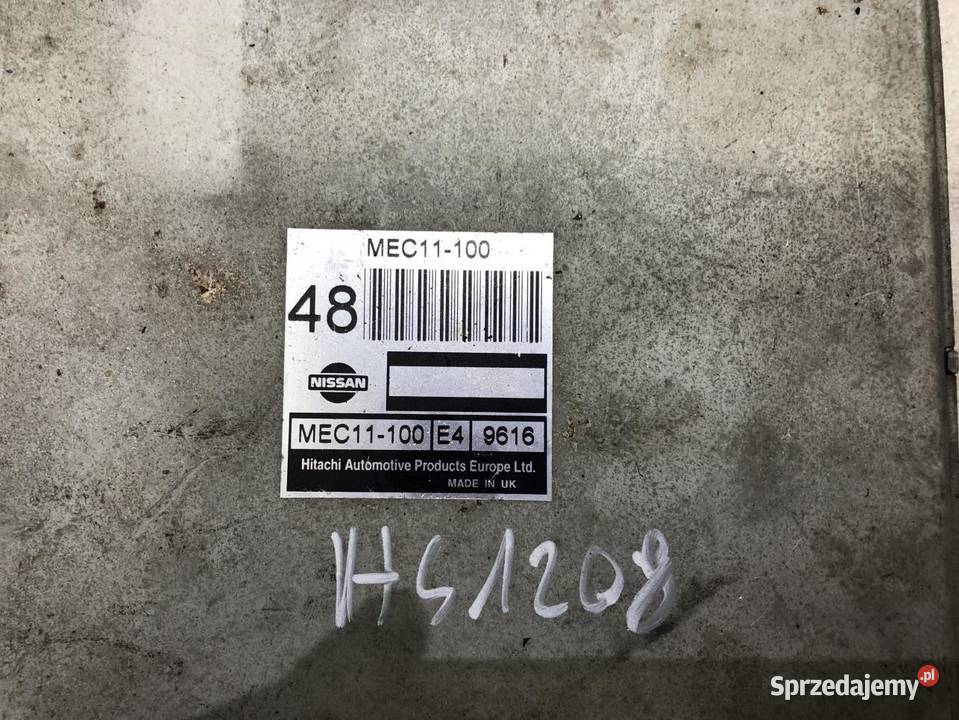 MEC11-100
48
NISSAN
MEC11-100 E4 9616
Hitachi Automotive Products Europe Ltd.
MADE IN UK
HS1208
Sprzedajemy.pl